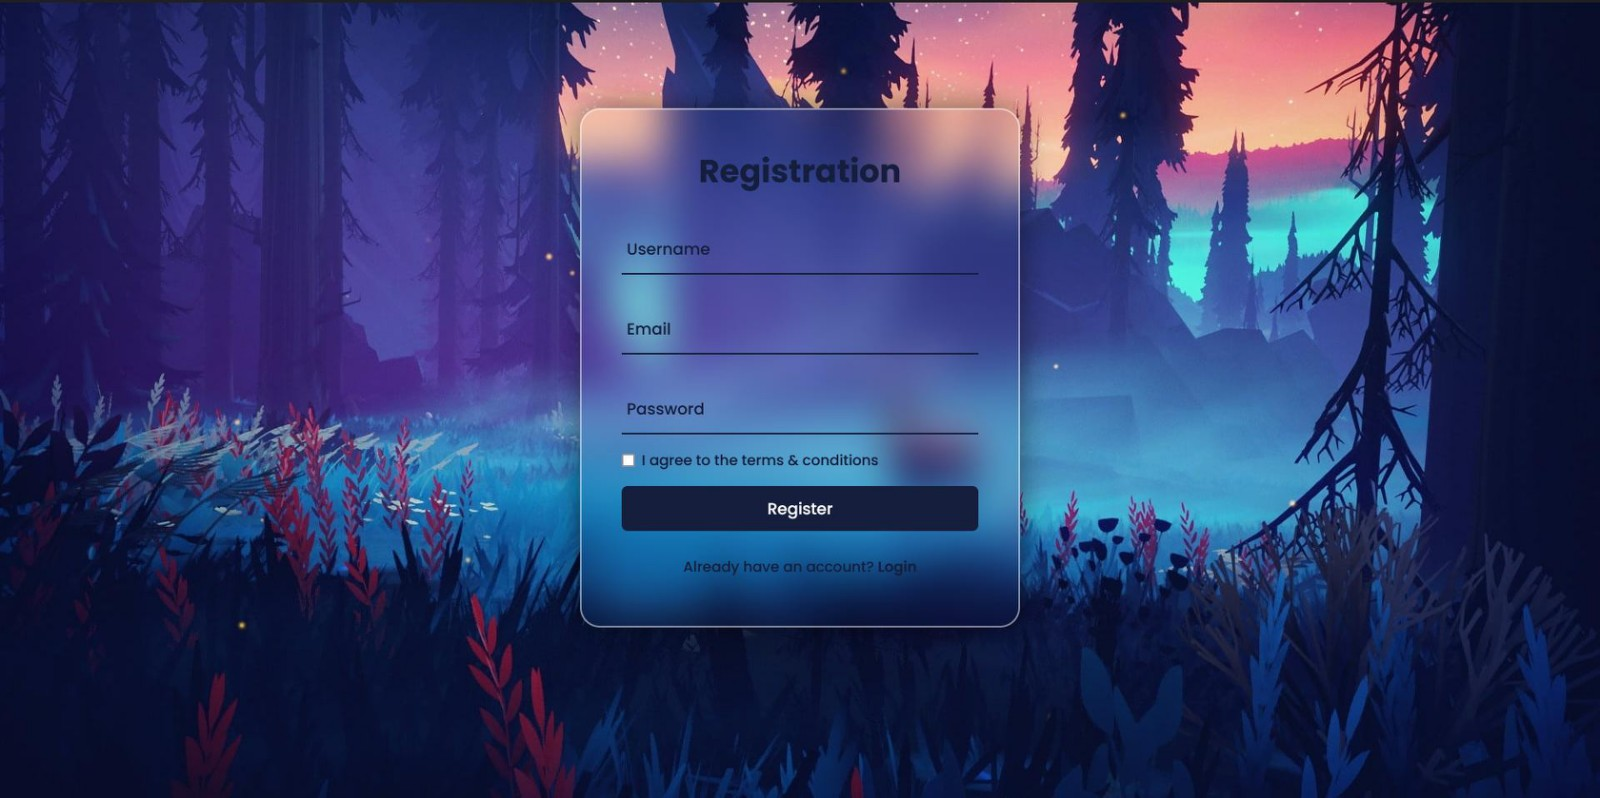 Registration
Username
Email
Password
I agree to the terms & conditions
Register
Already have an account? Login